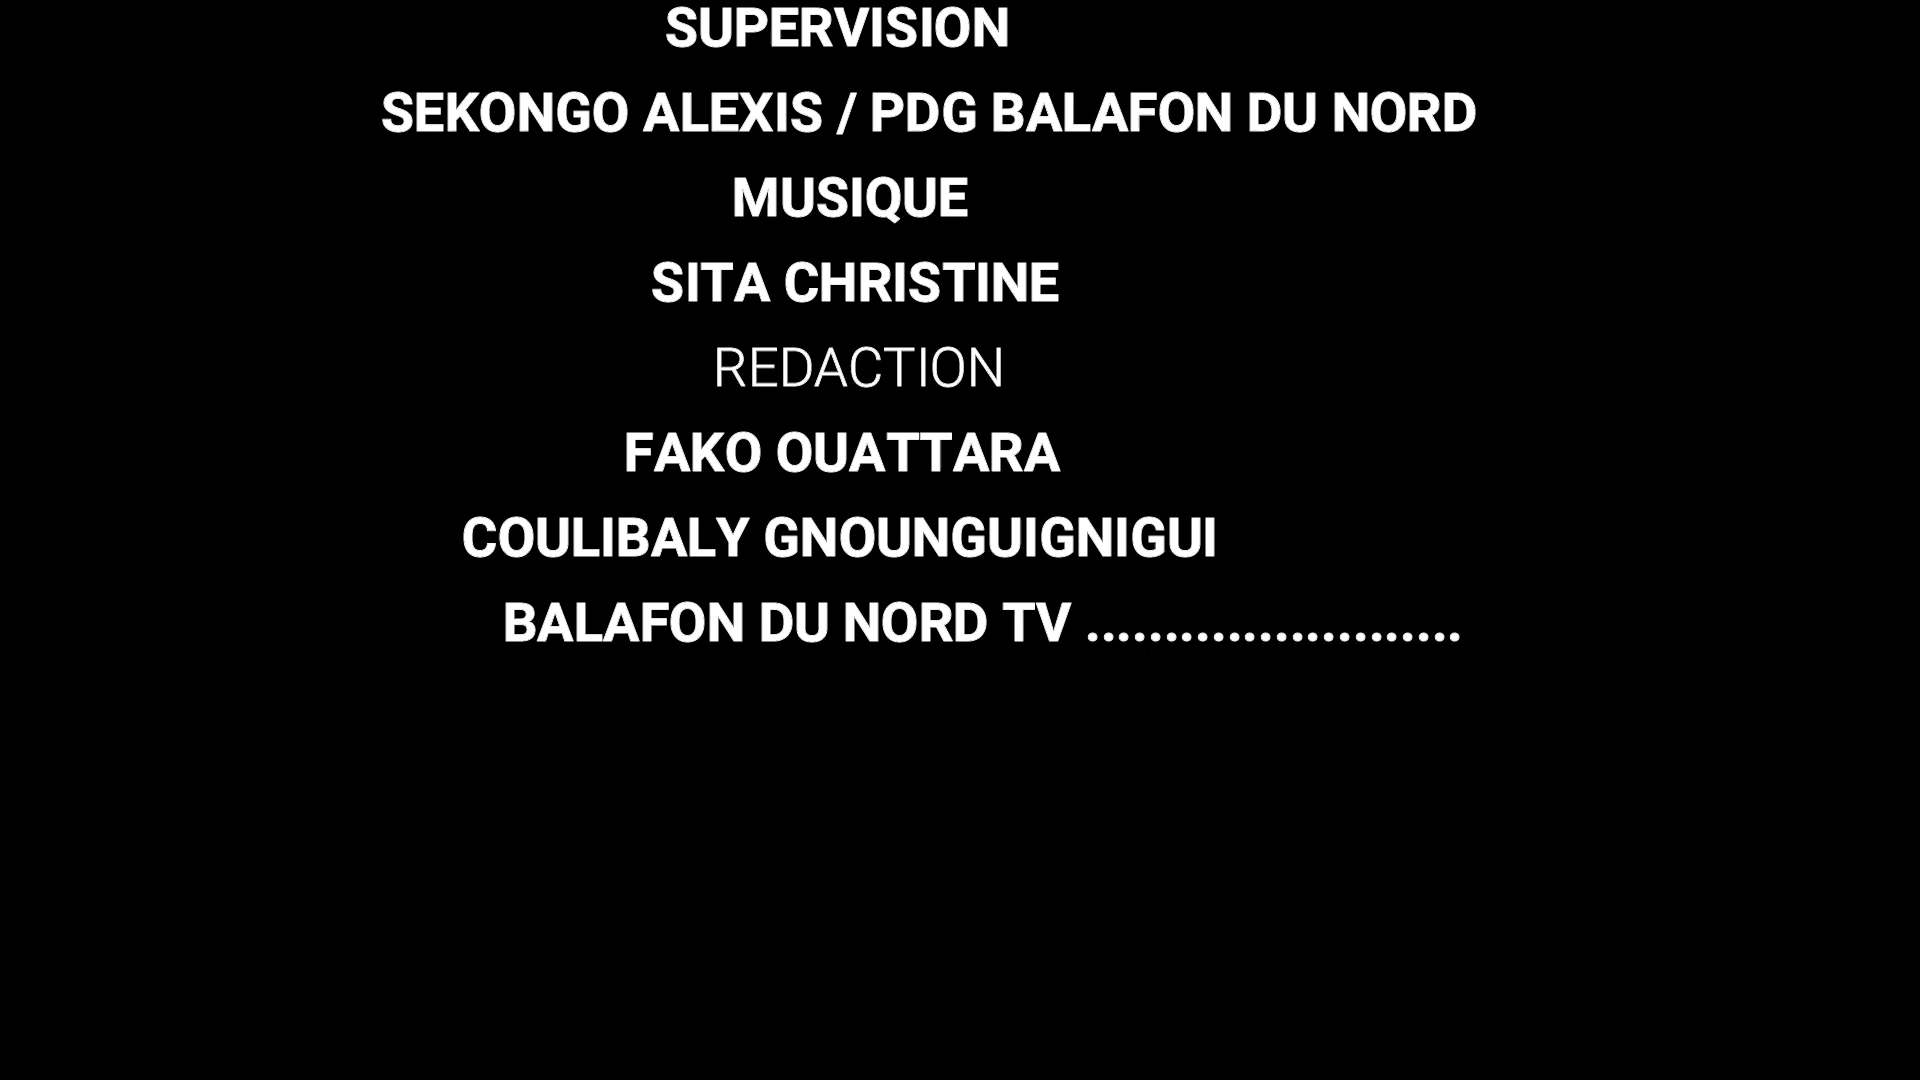 SUPERVISION
SEKONGO ALEXIS / PDG BALAFON DU NORD
MUSIQUE
SITA CHRISTINE
REDACTION
FAKO OUATTARA
COULIBALY GNOUNGUIGNIGUI
BALAFON DU NORD TV ........................